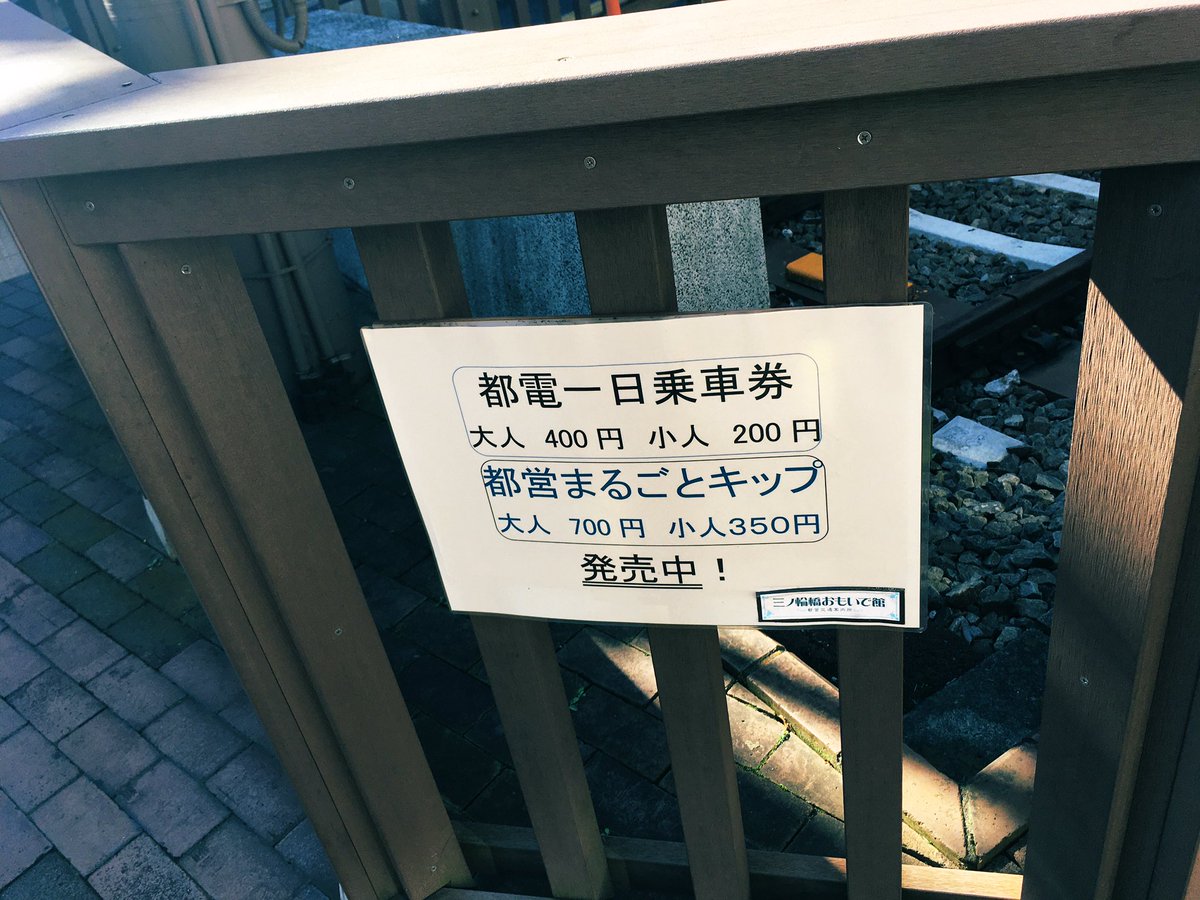 都電一日乗車券
大人 400円 小人 200円
都営まるごとキップ
大人 700円 小人350円
発売中！
三ノ輪橋おもいで館